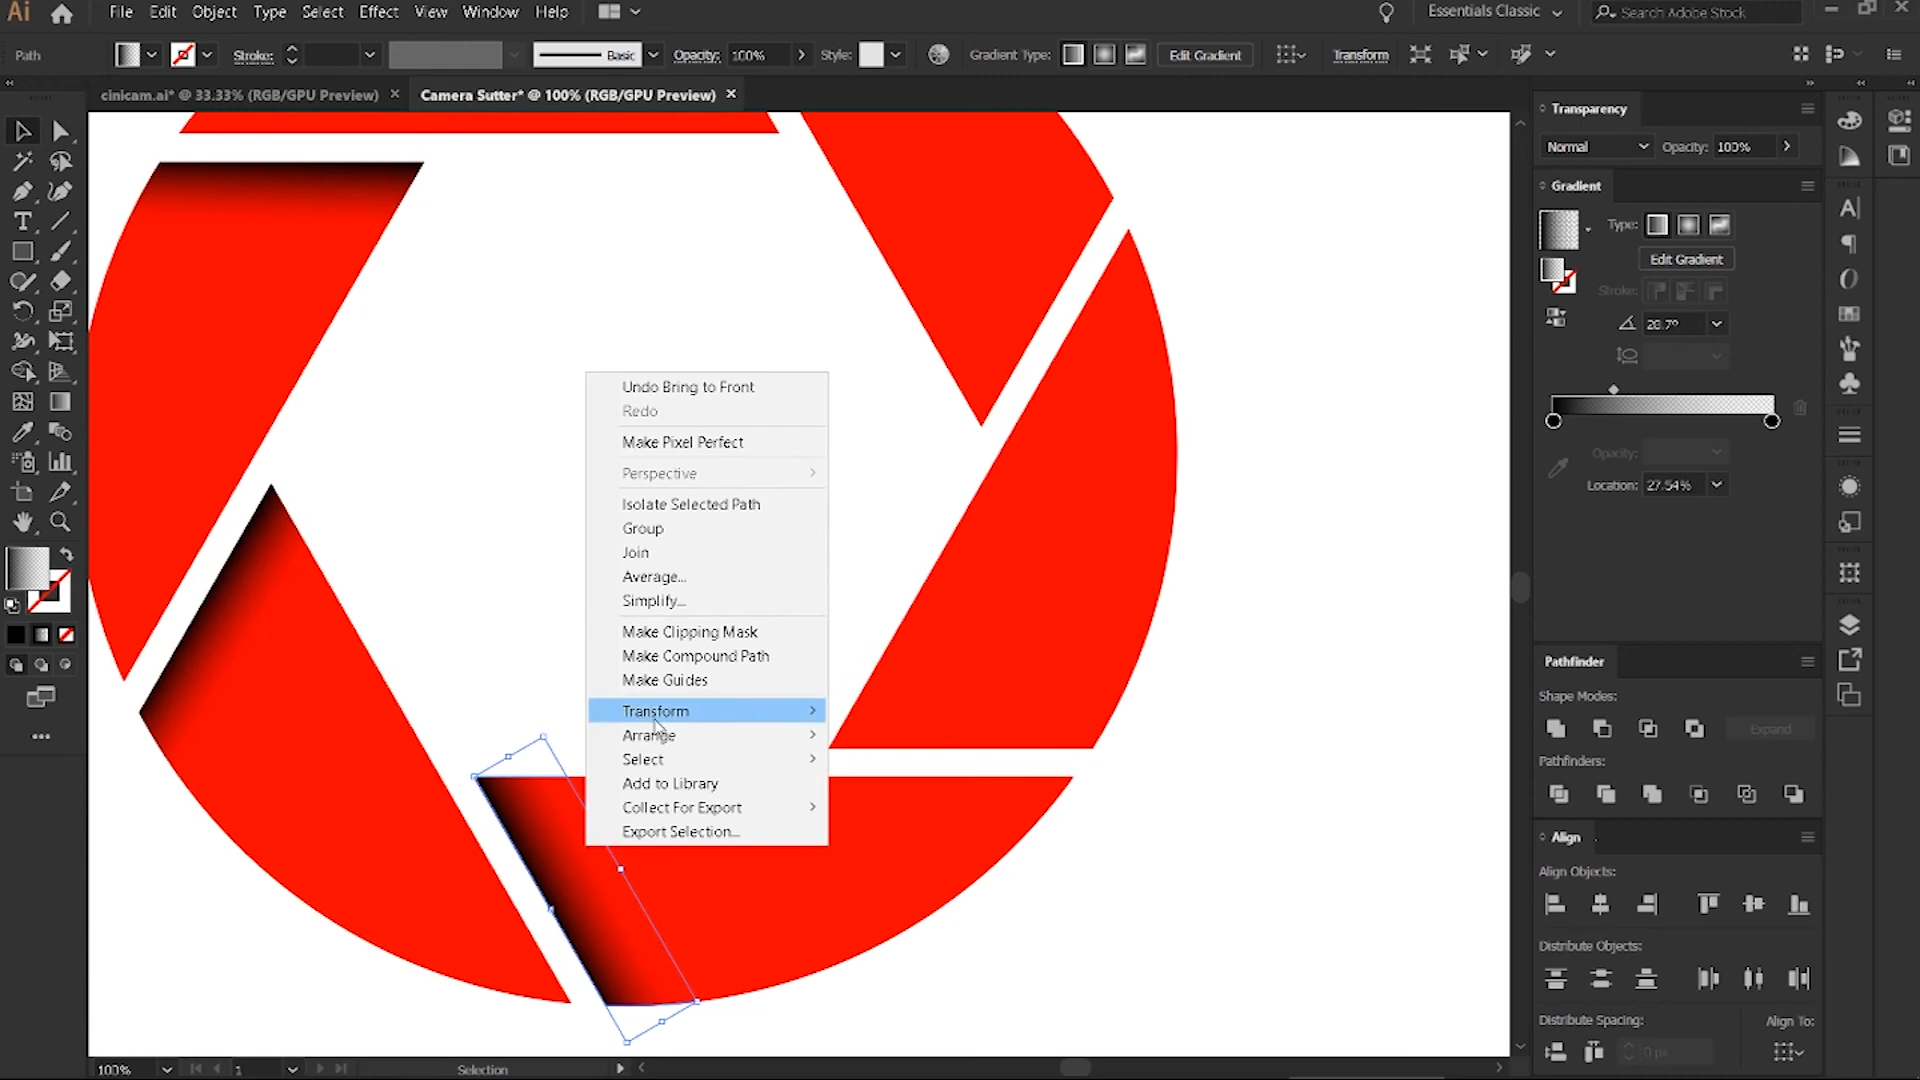 Ai File Edit Object Type Select Effect View Window Help Essentials Classic Search Adobe Stock
Path Stroke: Basic Opacity: 100% Style: Gradient Type: Edit Gradient Transform
cinicam.ai* @ 33.33% (RGB/GPU Preview) Camera Sutter* @ 100% (RGB/GPU Preview)
Transparency
Normal Opacity: 100%
Gradient
Type:
Edit Gradient
Stroke:
28.7°
Opacity:
Location: 27.54%
Undo Bring to Front
Redo
Make Pixel Perfect
Perspective
Isolate Selected Path
Group
Join
Average...
Simplify...
Make Clipping Mask
Make Compound Path
Make Guides
Transform
Arrange
Select
Add to Library
Collect For Export
Export Selection...
Pathfinder
Shape Modes:
Expand
Pathfinders:
Align
Align Objects:
Distribute Objects:
Distribute Spacing: Align To:
0 px
100% 1 Selection